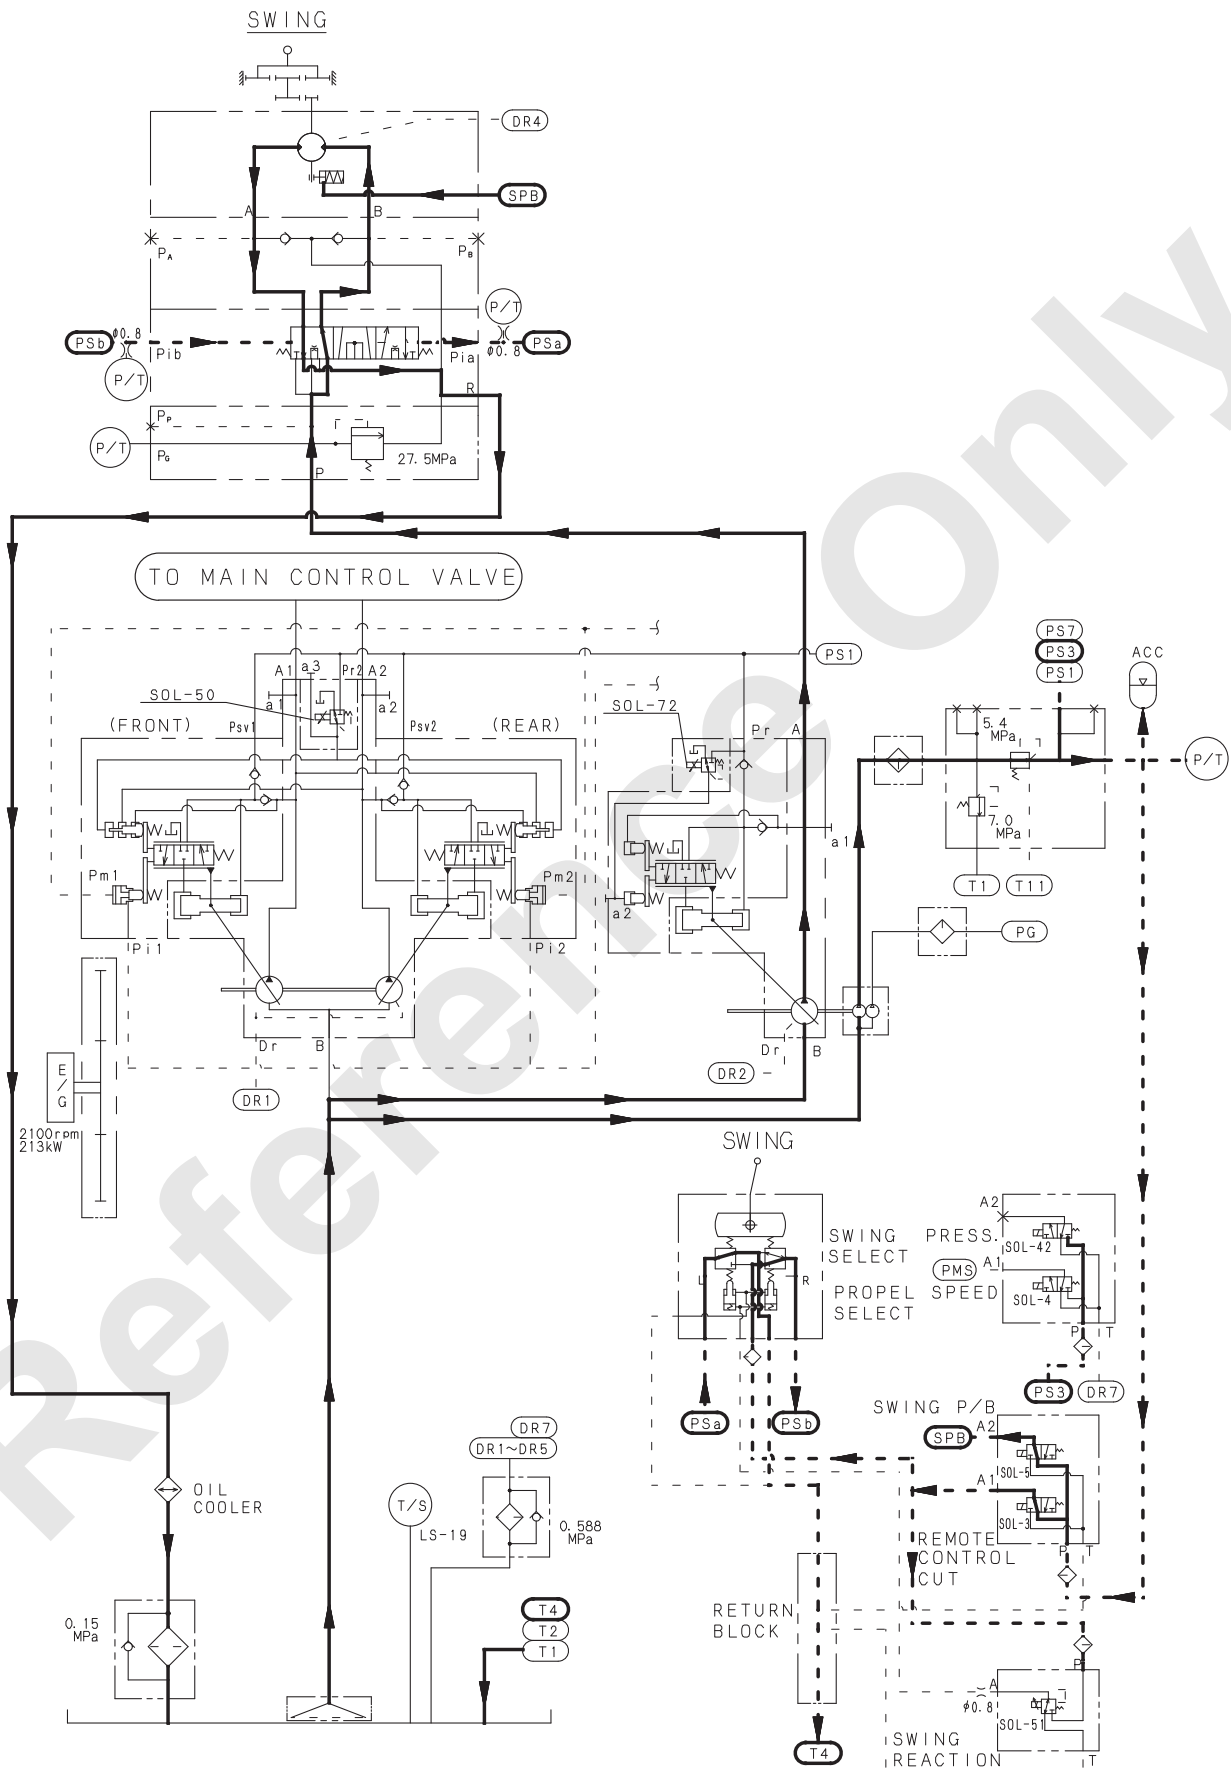 SWING
DR4
SPB
A
B
PA
PB
P/T
PSb
φ0.8
Pib
Pia
φ0.8
PSa
P/T
R
PP
P/T
PG
27.5MPa
P
TO MAIN CONTROL VALVE
PS7
PS3
PS1
ACC
PS1
A1
a3
Pr2
A2
SOL-50
a1
a2
(FRONT)
Psv1
Psv2
(REAR)
SOL-72
Pr
A
5.4
MPa
P/T
7.0
MPa
a1
Pm1
Pm2
a2
T1
T11
PG
Pi1
Pi2
Dr
B
Dr
B
DR1
DR2
E/G
2100rpm
213kW
SWING
A2
SWING
SELECT
PRESS.
SOL-42
A1
PMS
L
R
PROPEL
SELECT
SPEED
SOL-4
P
T
PSa
PSb
PS3
DR7
SWING P/B
A2
SPB
SOL-5
A1
SOL-3
REMOTE
CONTROL
CUT
P
T
DR7
DR1~DR5
OIL
COOLER
T/S
LS-19
0.588
MPa
0.15
MPa
T4
T2
T1
RETURN
BLOCK
P
A
φ0.8
SOL-51
SWING
REACTION
T
T4
Reference Only